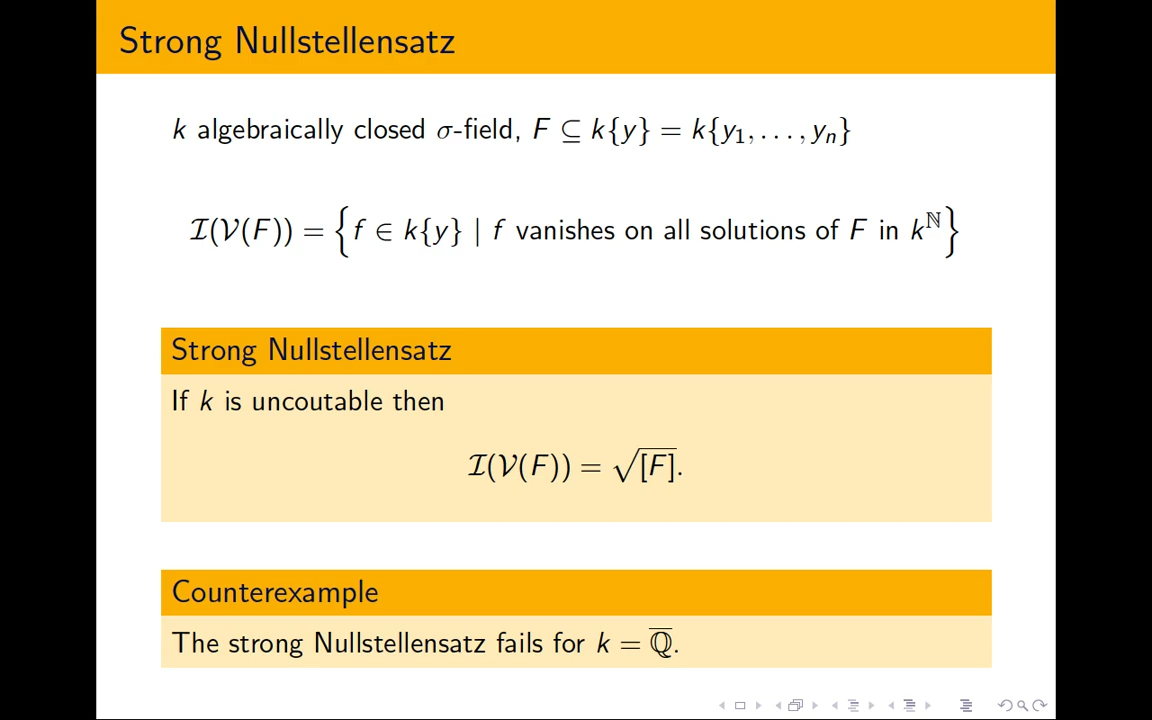 Strong Nullstellensatz
k algebraically closed σ-field, F ⊆ k{y} = k{y₁, . . . , yₙ}
ℐ(𝒱(F)) = {f ∈ k{y} | f vanishes on all solutions of F in k^ℕ}
Strong Nullstellensatz
If k is uncoutable then
ℐ(𝒱(F)) = √[F].
Counterexample
The strong Nullstellensatz fails for k = ℚ̅.